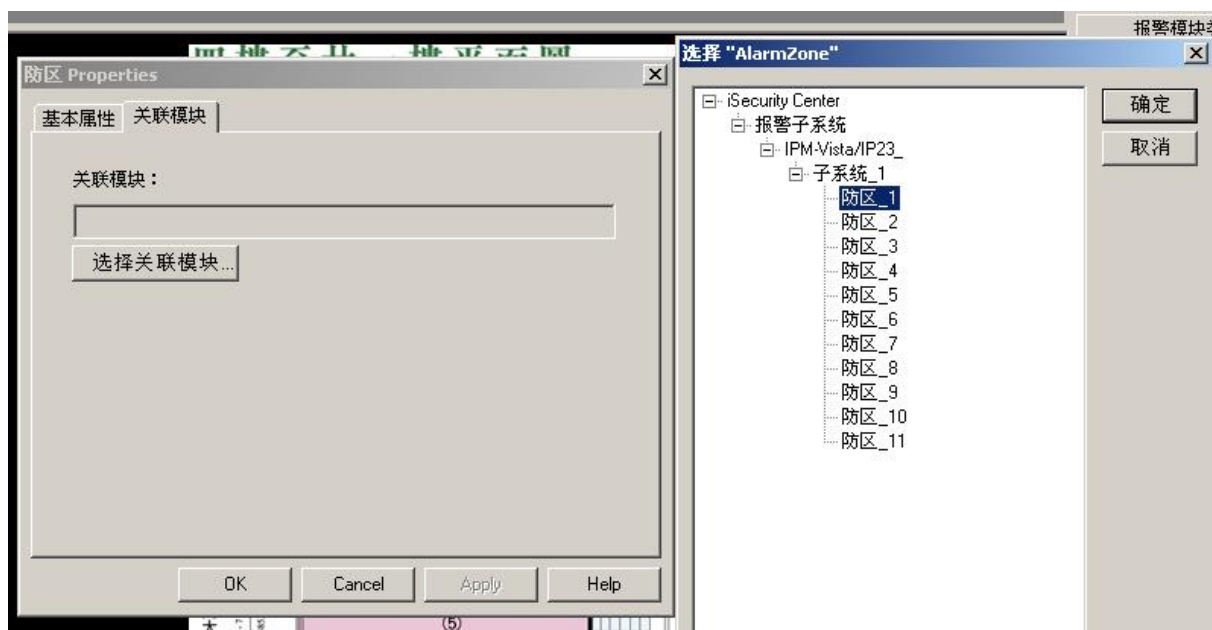 报警模块
防区 Properties
基本属性
关联模块
关联模块：
选择关联模块...
OK
Cancel
Apply
Help
(5)
选择 "AlarmZone"
iSecurity Center
报警子系统
IPM-Vista/IP23_
子系统_1
防区_1
防区_2
防区_3
防区_4
防区_5
防区_6
防区_7
防区_8
防区_9
防区_10
防区_11
确定
取消